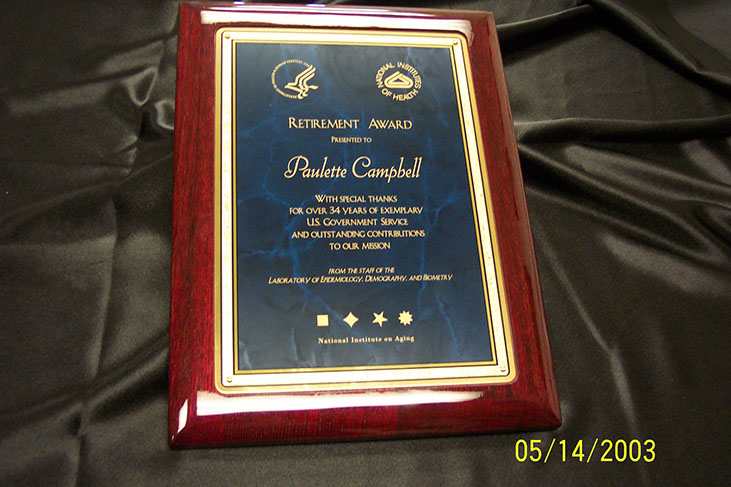 NATIONAL INSTITUTES
OF HEALTH
RETIREMENT AWARD
PRESENTED TO
Paulette Campbell
WITH SPECIAL THANKS
FOR OVER 34 YEARS OF EXEMPLARY
U.S. GOVERNMENT SERVICE
AND OUTSTANDING CONTRIBUTIONS
TO OUR MISSION
FROM THE STAFF OF THE
LABORATORY OF EPIDEMIOLOGY, DEMOGRAPHY, AND BIOMETRY
National Institute on Aging
05/14/2003